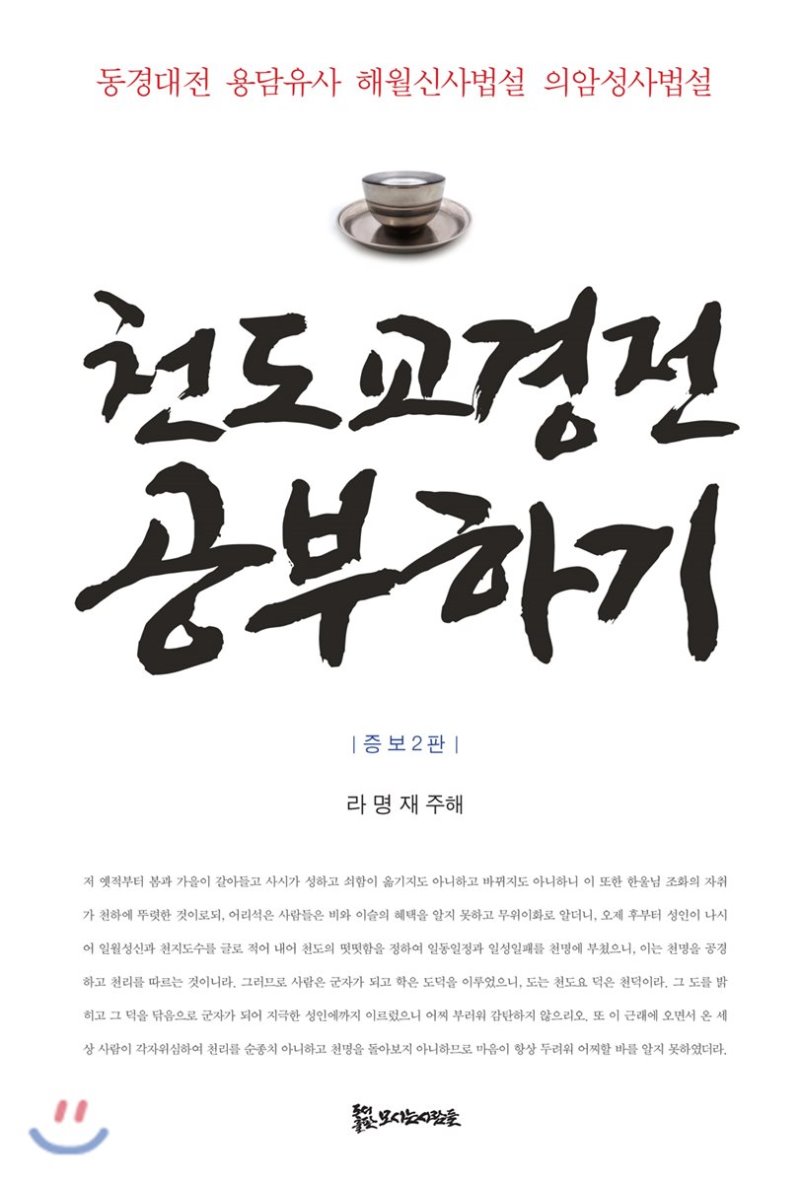 동경대전 용담유사 해월신사법설 의암성사법설
천도교경전
공부하기
| 증보2판 |
라명재 주해
저 옛적부터 봄과 가을이 갈아들고 사시가 성하고 쇠함이 옮기지도 아니하고 바뀌지도 아니하니 이 또한 한울님 조화의 자취
가 천하에 뚜렷한 것이로되, 어리석은 사람들은 비와 이슬의 혜택을 알지 못하고 무위이화로 알더니, 오제 후부터 성인이 나시
어 일월성신과 천지도수를 글로 적어 내어 천도의 떳떳함을 정하여 일동일정과 일성일패를 천명에 부쳤으니, 이는 천명을 공경
하고 천리를 따르는 것이니라. 그러므로 사람은 군자가 되고 학은 도덕을 이루었으니, 도는 천도요 덕은 천덕이라. 그 도를 밝
히고 그 덕을 닦음으로 군자가 되어 지극한 성인에까지 이르렀으니 어찌 부러워 감탄하지 않으리오. 또 이 근래에 오면서 온 세
상 사람이 각자위심하여 천리를 순종치 아니하고 천명을 돌아보지 아니하므로 마음이 항상 두려워 어찌할 바를 알지 못하였더라.
도서출판 모시는사람들